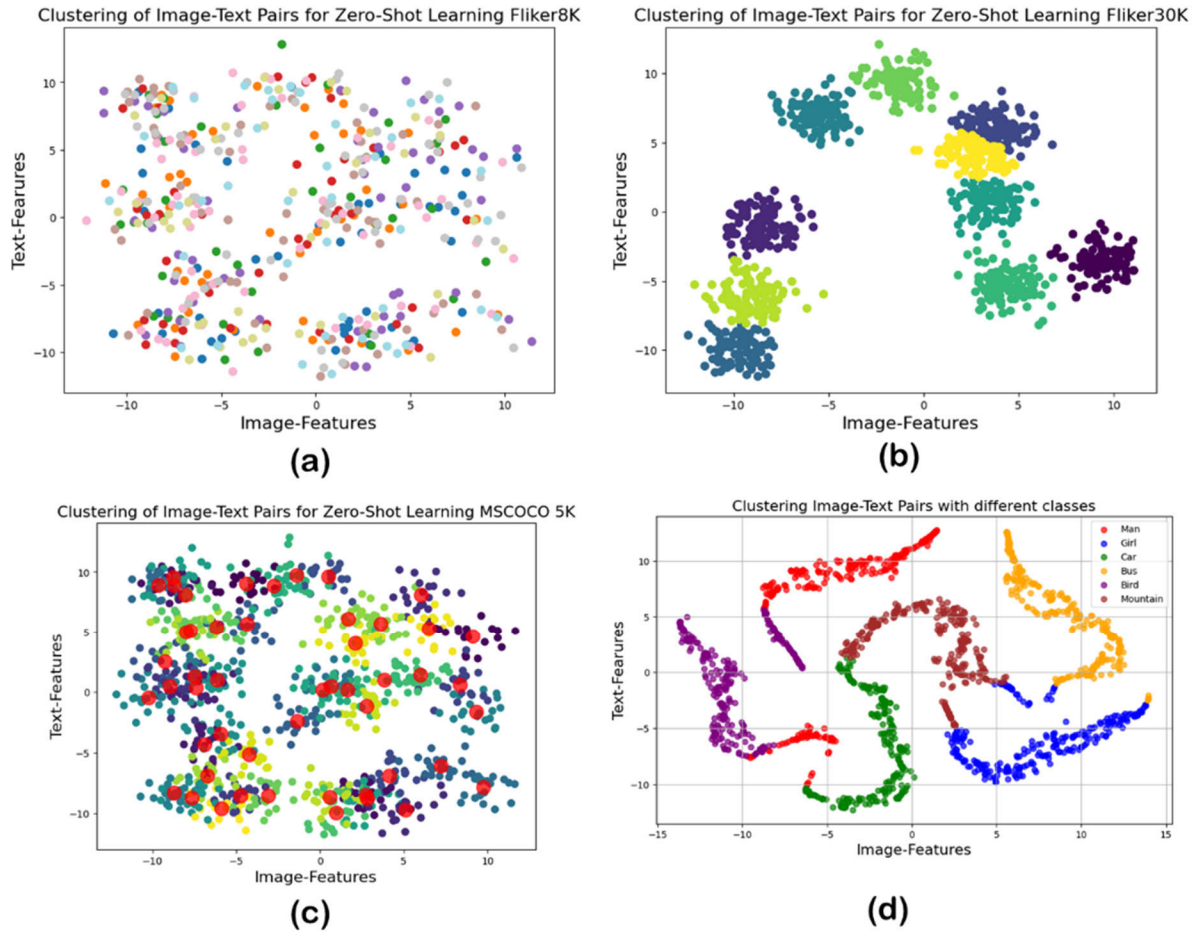 Clustering of Image-Text Pairs for Zero-Shot Learning Fliker8K
10
5
0
−5
−10
Text-Fearures
−10 −5 0 5 10
Image-Features
(a)
Clustering of Image-Text Pairs for Zero-Shot Learning Fliker30K
10
5
0
−5
−10
Text-Fearures
−10 −5 0 5 10
Image-Features
(b)
Clustering of Image-Text Pairs for Zero-Shot Learning MSCOCO 5K
10
5
0
−5
−10
Text-Fearures
−10 −5 0 5 10
Image-Features
(c)
Clustering Image-Text Pairs with different classes
Man
Girl
Car
Bus
Bird
Mountain
10
5
0
−5
−10
Text-Fearures
−15 −10 −5 0 5 10 15
Image-Features
(d)